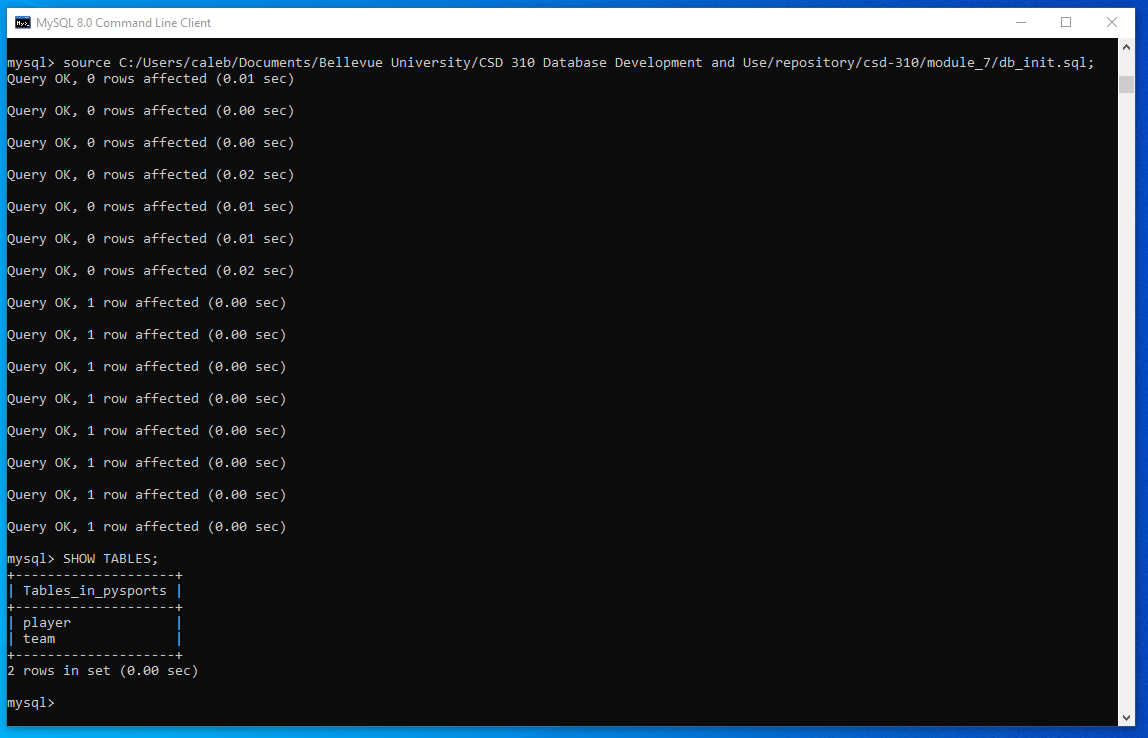 MySQL 8.0 Command Line Client
mysql> source C:/Users/caleb/Documents/Bellevue University/CSD 310 Database Development and Use/repository/csd-310/module_7/db_init.sql;
Query OK, 0 rows affected (0.01 sec)
Query OK, 0 rows affected (0.00 sec)
Query OK, 0 rows affected (0.00 sec)
Query OK, 0 rows affected (0.02 sec)
Query OK, 0 rows affected (0.01 sec)
Query OK, 0 rows affected (0.01 sec)
Query OK, 0 rows affected (0.02 sec)
Query OK, 1 row affected (0.00 sec)
Query OK, 1 row affected (0.00 sec)
Query OK, 1 row affected (0.00 sec)
Query OK, 1 row affected (0.00 sec)
Query OK, 1 row affected (0.00 sec)
Query OK, 1 row affected (0.00 sec)
Query OK, 1 row affected (0.00 sec)
Query OK, 1 row affected (0.00 sec)
mysql> SHOW TABLES;
+--------------------+
| Tables_in_pysports |
+--------------------+
| player             |
| team               |
+--------------------+
2 rows in set (0.00 sec)
mysql>